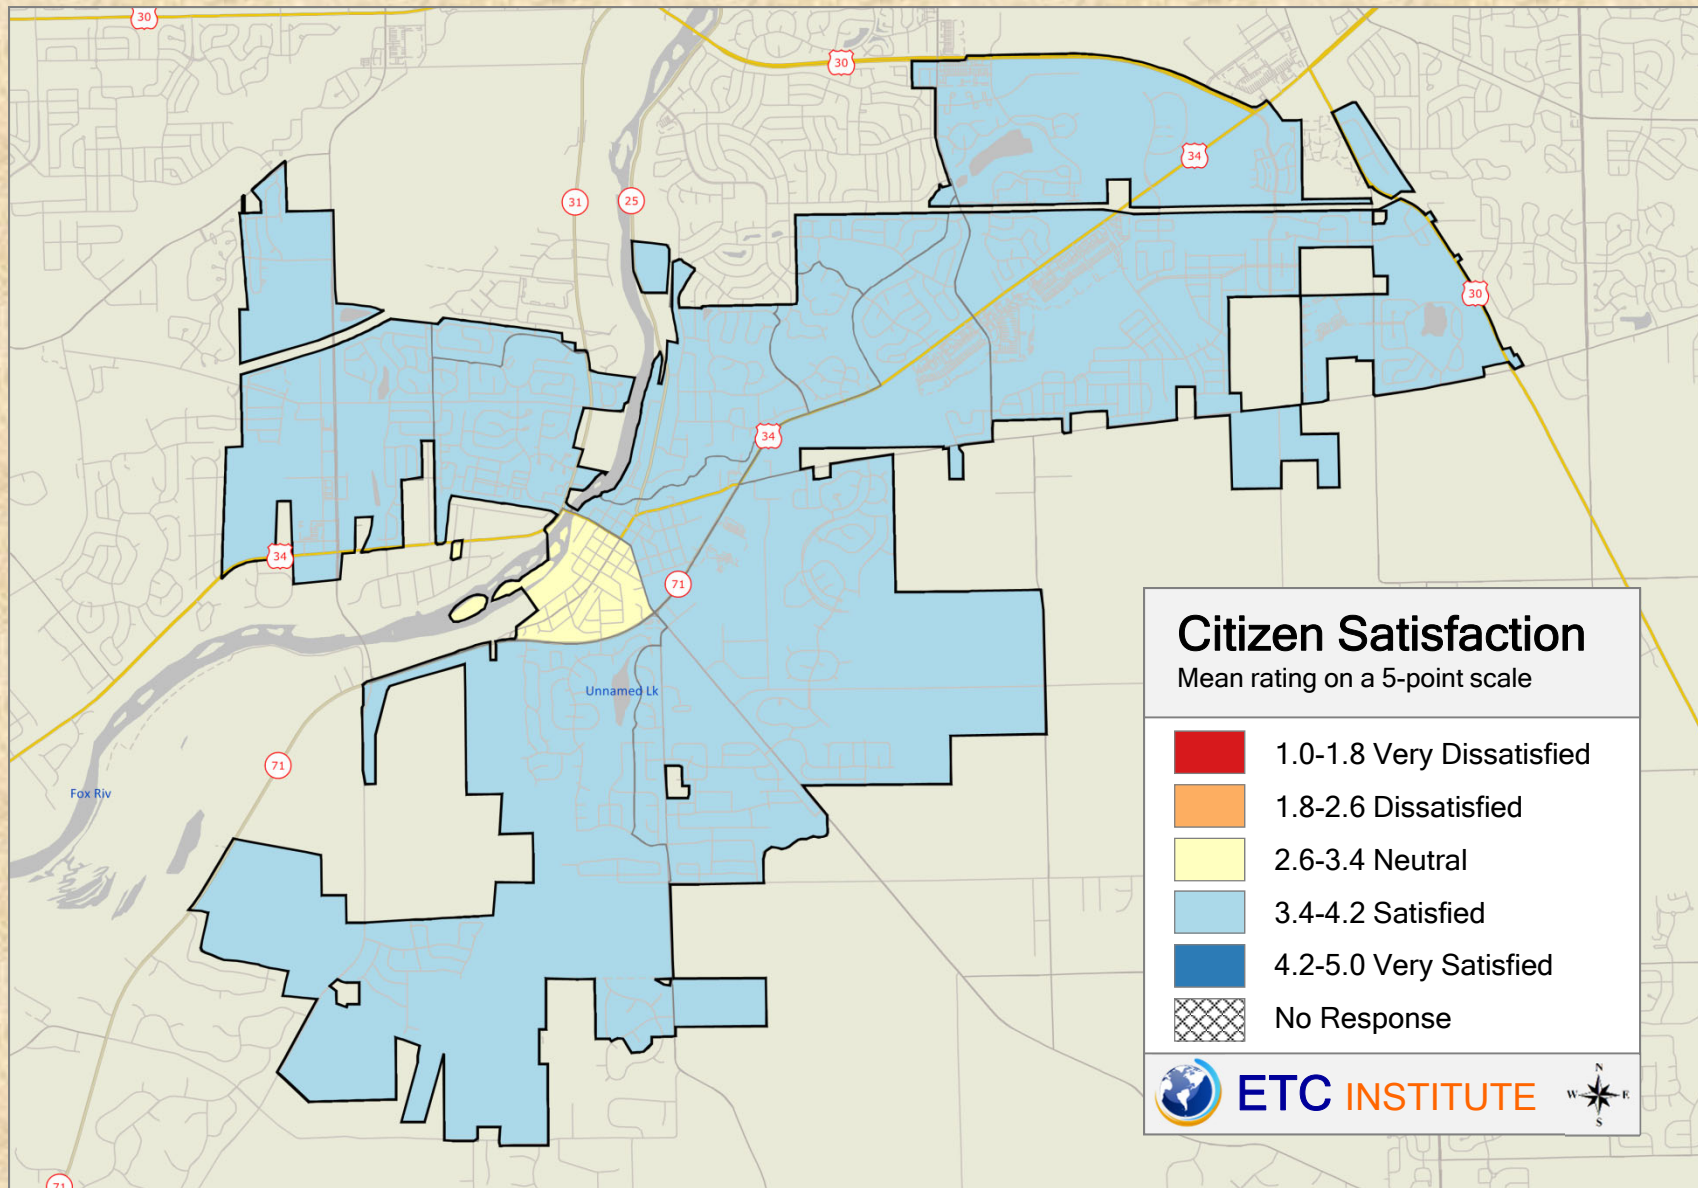 30
30
34
31
25
30
34
34
71
Unnamed Lk
71
Fox Riv
71
Citizen Satisfaction
Mean rating on a 5-point scale
1.0-1.8 Very Dissatisfied
1.8-2.6 Dissatisfied
2.6-3.4 Neutral
3.4-4.2 Satisfied
4.2-5.0 Very Satisfied
No Response
ETC INSTITUTE
N
W E
S